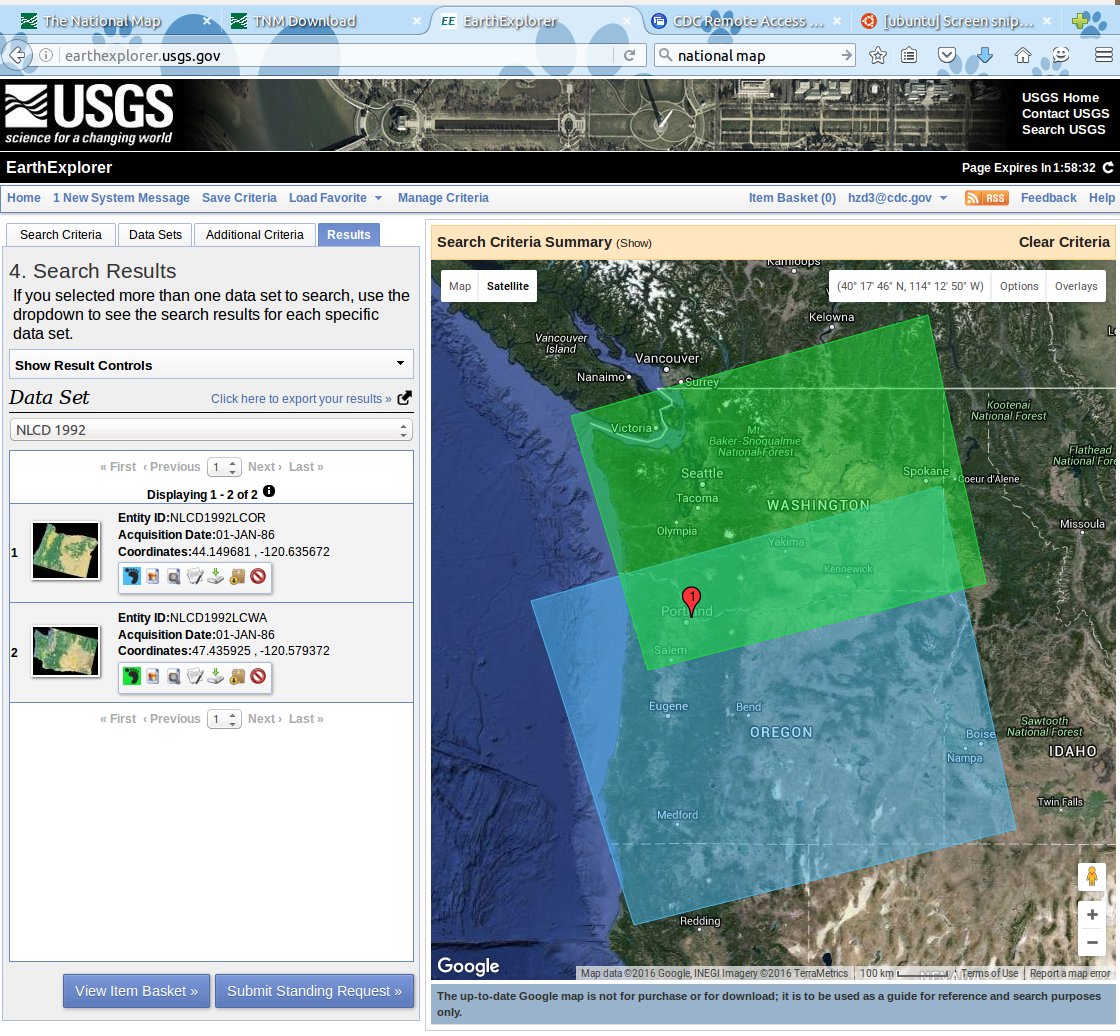 The National Map
TNM Download
EE EarthExplorer
CDC Remote Access ...
[ubuntu] Screen snip...
earthexplorer.usgs.gov
national map
USGS
science for a changing world
USGS Home
Contact USGS
Search USGS
EarthExplorer
Page Expires In 1:58:32
Home
1 New System Message
Save Criteria
Load Favorite
Manage Criteria
Item Basket (0)
hzd3@cdc.gov
RSS
Feedback
Help
Search Criteria
Data Sets
Additional Criteria
Results
4. Search Results
If you selected more than one data set to search, use the
dropdown to see the search results for each specific
data set.
Show Result Controls
Data Set
Click here to export your results »
NLCD 1992
« First ‹ Previous 1 Next › Last »
Displaying 1 - 2 of 2
1
Entity ID:NLCD1992LCOR
Acquisition Date:01-JAN-86
Coordinates:44.149681 , -120.635672
2
Entity ID:NLCD1992LCWA
Acquisition Date:01-JAN-86
Coordinates:47.435925 , -120.579372
« First ‹ Previous 1 Next › Last »
View Item Basket »
Submit Standing Request »
Search Criteria Summary (Show)
Clear Criteria
Map
Satellite
(40° 17' 46" N, 114° 12' 50" W)
Options
Overlays
Kamloops
Kelowna
Vancouver
Island
Vancouver
Nanaimo
Surrey
Victoria
Mt.
Baker-Snoqualmie
National Forest
Kootenai
National Forest
Flathead
National Fore
Seattle
Spokane
Coeur d'Alene
Tacoma
WASHINGTON
Olympia
Missoula
Yakima
Kennewick
1
Portland
Salem
Eugene
Bend
OREGON
Sawtooth
National Forest
Boise
IDAHO
Nampa
Twin Falls
Medford
Redding
Google
Map data ©2016 Google, INEGI Imagery ©2016 TerraMetrics
100 km
Terms of Use
Report a map error
The up-to-date Google map is not for purchase or for download; it is to be used as a guide for reference and search purposes
only.